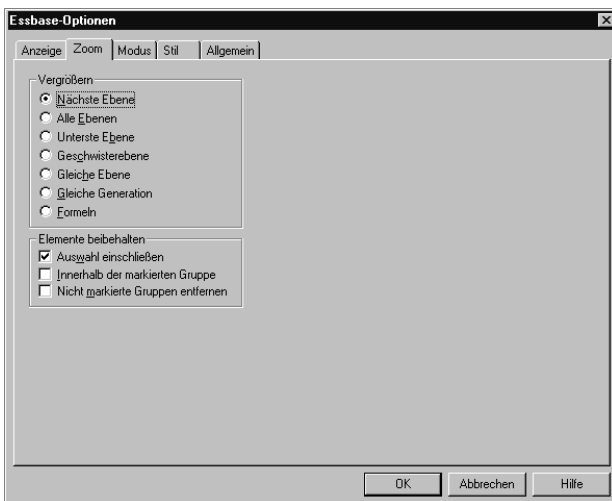 Essbase-Optionen
Anzeige Zoom Modus Stil Allgemein
Vergrößern
Nächste Ebene
Alle Ebenen
Unterste Ebene
Geschwisterebene
Gleiche Ebene
Gleiche Generation
Formeln
Elemente beibehalten
Auswahl einschließen
Innerhalb der markierten Gruppe
Nicht markierte Gruppen entfernen
OK Abbrechen Hilfe